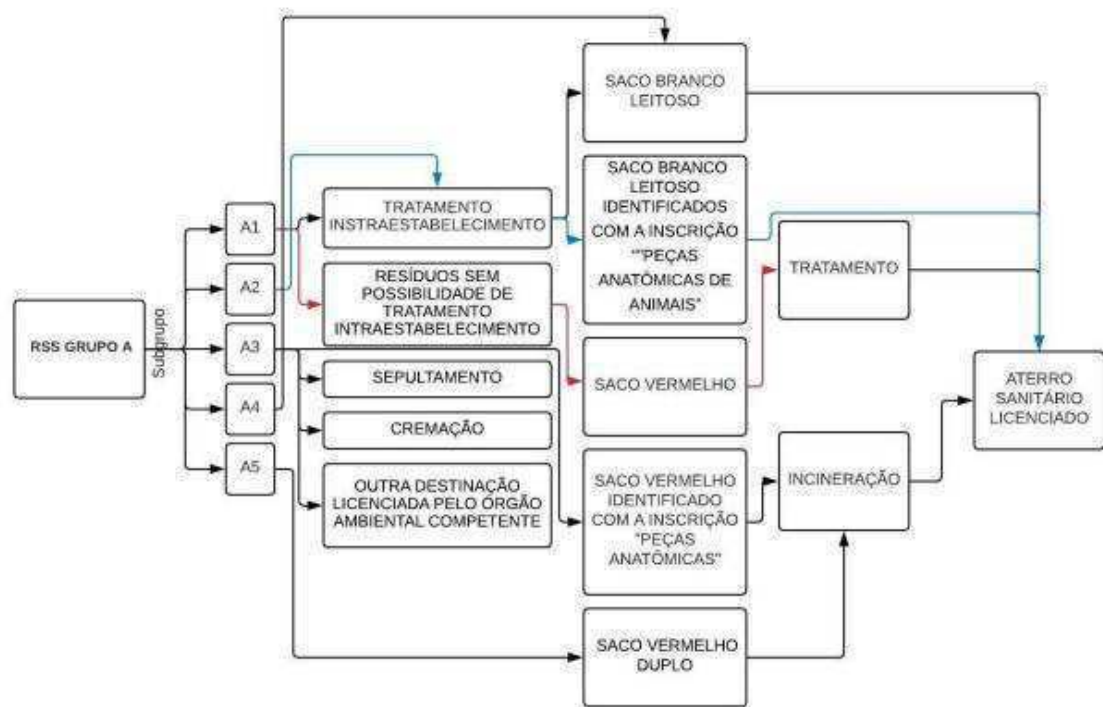 RSS GRUPO A
Subgrupo
A1
A2
A3
A4
A5
TRATAMENTO
INSTRAESTABELECIMENTO
RESÍDUOS SEM
POSSIBILIDADE DE
TRATAMENTO
INTRAESTABELECIMENTO
SEPULTAMENTO
CREMAÇÃO
OUTRA DESTINAÇÃO
LICENCIADA PELO ÓRGÃO
AMBIENTAL COMPETENTE
SACO BRANCO
LEITOSO
SACO BRANCO
LEITOSO
IDENTIFICADOS
COM A INSCRIÇÃO
""PEÇAS
ANATÔMICAS DE
ANIMAIS"
SACO VERMELHO
SACO VERMELHO
IDENTIFICADO
COM A INSCRIÇÃO
"PEÇAS
ANATÔMICAS"
SACO VERMELHO
DUPLO
TRATAMENTO
INCINERAÇÃO
ATERRO
SANITÁRIO
LICENCIADO